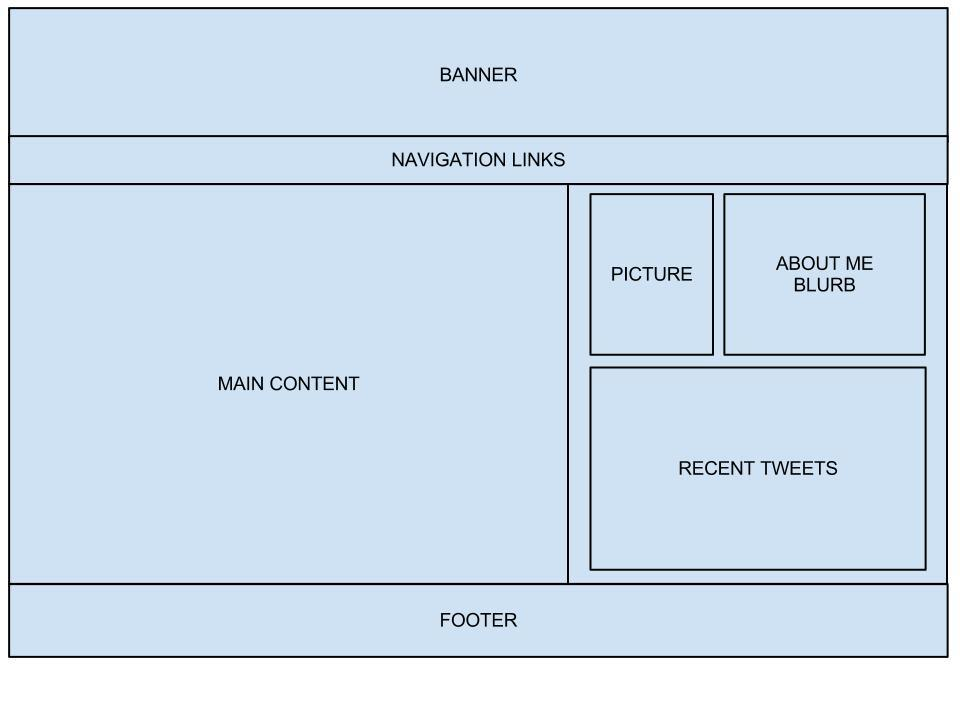 BANNER
NAVIGATION LINKS
MAIN CONTENT
PICTURE
ABOUT ME
BLURB
RECENT TWEETS
FOOTER